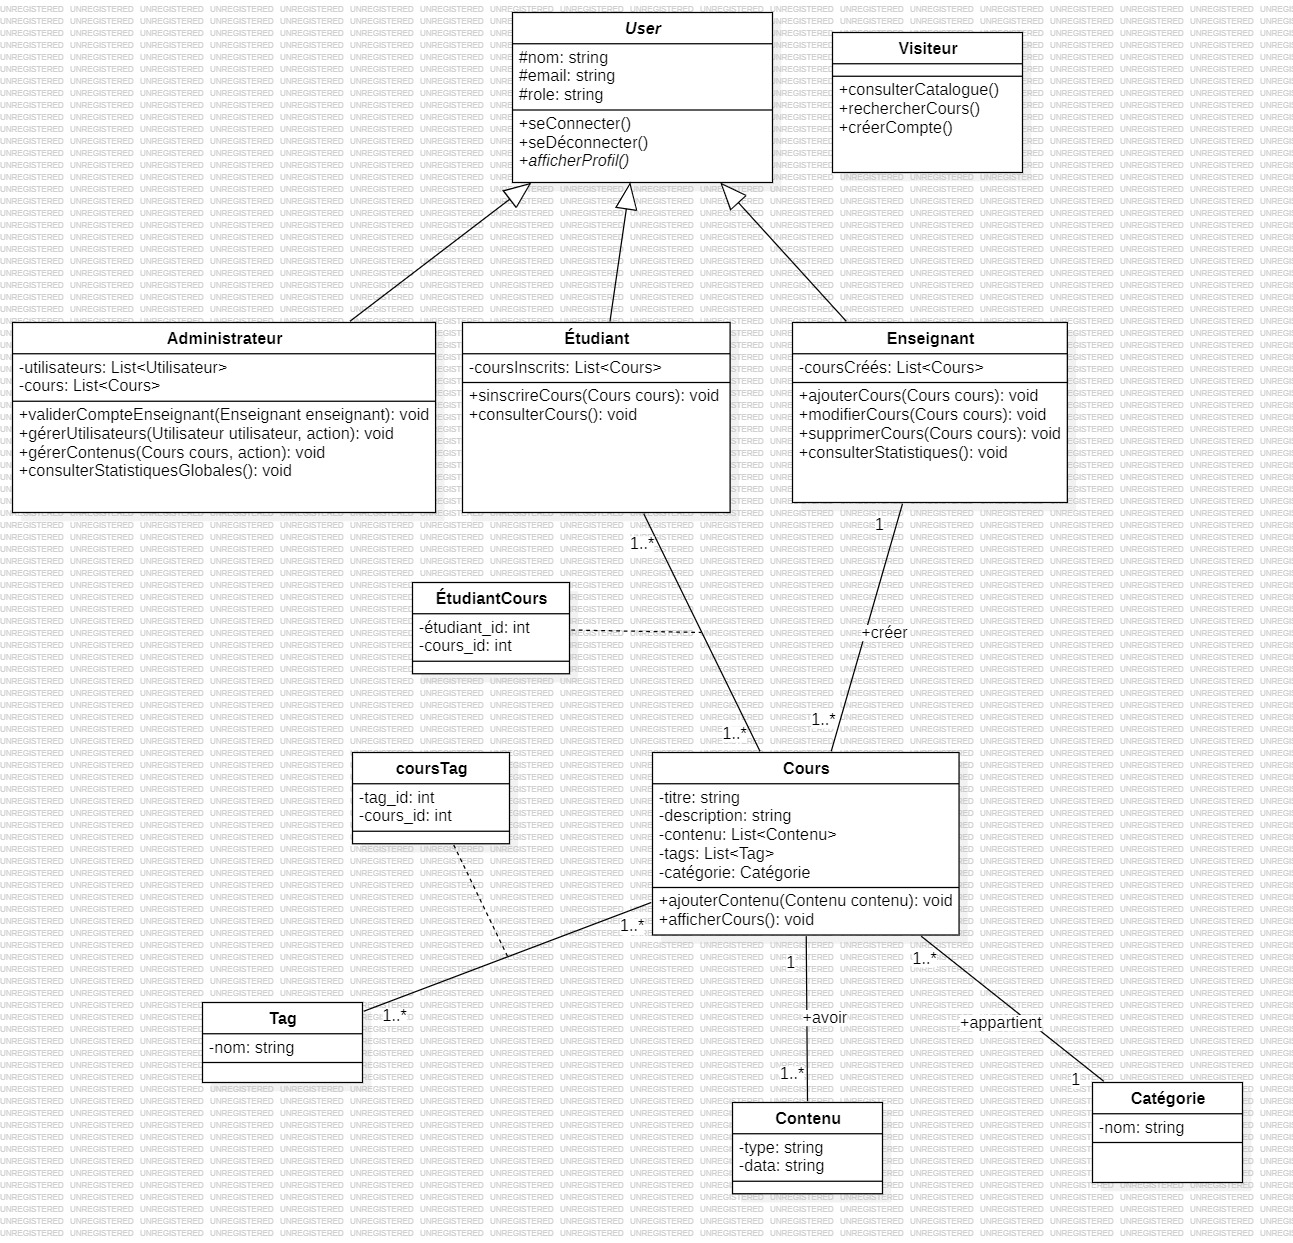 User
#nom: string
#email: string
#role: string
+seConnecter()
+seDéconnecter()
+afficherProfil()
Visiteur
+consulterCatalogue()
+rechercherCours()
+créerCompte()
Administrateur
-utilisateurs: List<Utilisateur>
-cours: List<Cours>
+validerCompteEnseignant(Enseignant enseignant): void
+gérerUtilisateurs(Utilisateur utilisateur, action): void
+gérerContenus(Cours cours, action): void
+consulterStatistiquesGlobales(): void
Étudiant
-coursInscrits: List<Cours>
+sinscrireCours(Cours cours): void
+consulterCours(): void
Enseignant
-coursCréés: List<Cours>
+ajouterCours(Cours cours): void
+modifierCours(Cours cours): void
+supprimerCours(Cours cours): void
+consulterStatistiques(): void
1..*
1
ÉtudiantCours
-étudiant_id: int
-cours_id: int
+créer
1..*
1..*
coursTag
-tag_id: int
-cours_id: int
Cours
-titre: string
-description: string
-contenu: List<Contenu>
-tags: List<Tag>
-catégorie: Catégorie
+ajouterContenu(Contenu contenu): void
+afficherCours(): void
1..*
1
1..*
1..*
+avoir
+appartient
Tag
-nom: string
1..*
1
Contenu
-type: string
-data: string
Catégorie
-nom: string
UNREGISTERED